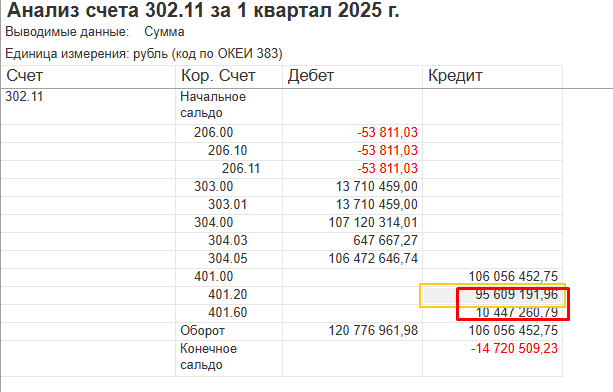 Анализ счета 302.11 за 1 квартал 2025 г.
Выводимые данные: Сумма
Единица измерения: рубль (код по ОКЕИ 383)
Счет Кор. Счет Дебет Кредит
302.11 Начальное
сальдо
206.00 -53 811,03
206.10 -53 811,03
206.11 -53 811,03
303.00 13 710 459,00
303.01 13 710 459,00
304.00 107 120 314,01
304.03 647 667,27
304.05 106 472 646,74
401.00 106 056 452,75
401.20 95 609 191,96
401.60 10 447 260,79
Оборот 120 776 961,98 106 056 452,75
Конечное -14 720 509,23
сальдо